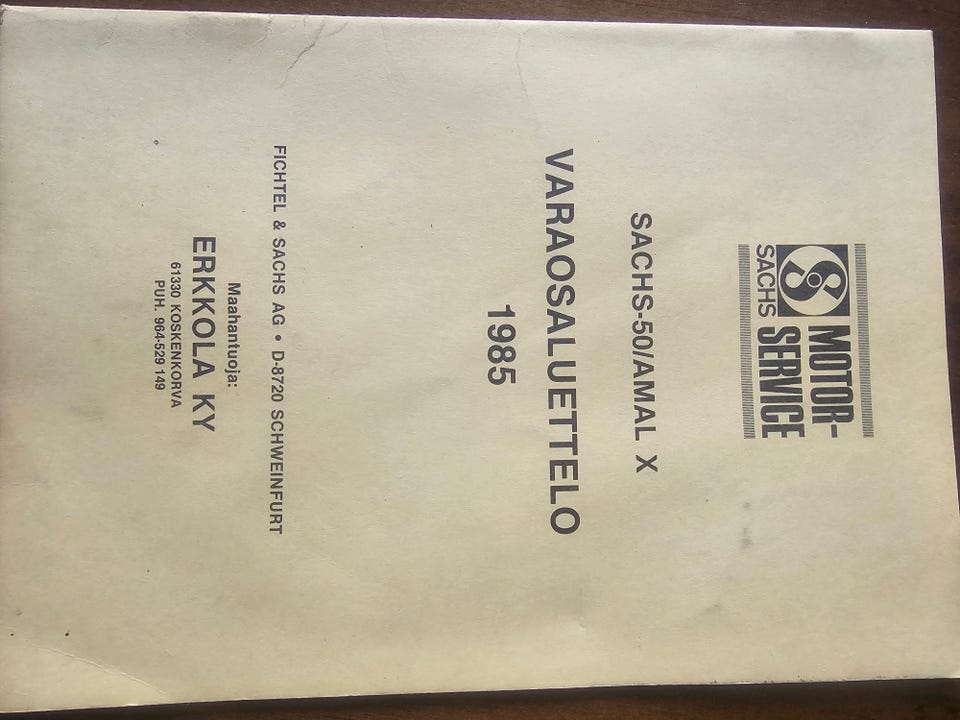 SACHS
MOTOR-
SERVICE
SACHS-50/AMAL X
VARAOSALUETTELO
1985
FICHTEL & SACHS AG • D-8720 SCHWEINFURT
Maahantuoja:
ERKKOLA KY
61330 KOSKENKORVA
PUH. 964-529 149